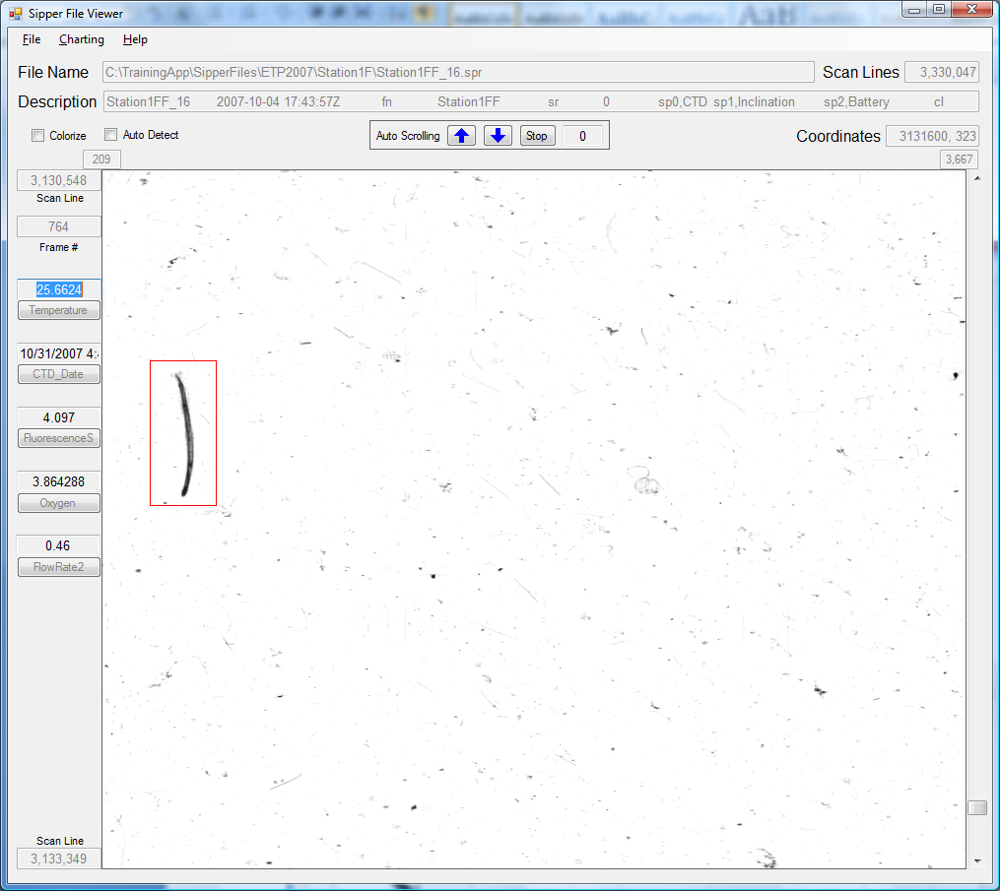 Sipper File Viewer
File Charting Help
File Name C:\TrainingApp\SipperFiles\ETP2007\Station1F\Station1FF_16.spr Scan Lines 3,330,047
Description Station1FF_16 2007-10-04 17:43:57Z fn Station1FF sr 0 sp0,CTD sp1,Inclination sp2,Battery cl
Colorize Auto Detect Auto Scrolling Stop 0 Coordinates 3131600, 323
209 3,667
3,130,548
Scan Line
764
Frame #
25.6624
Temperature
10/31/2007 4:
CTD_Date
4.097
FluorescenceS
3.864288
Oxygen
0.46
FlowRate2
Scan Line
3,133,349